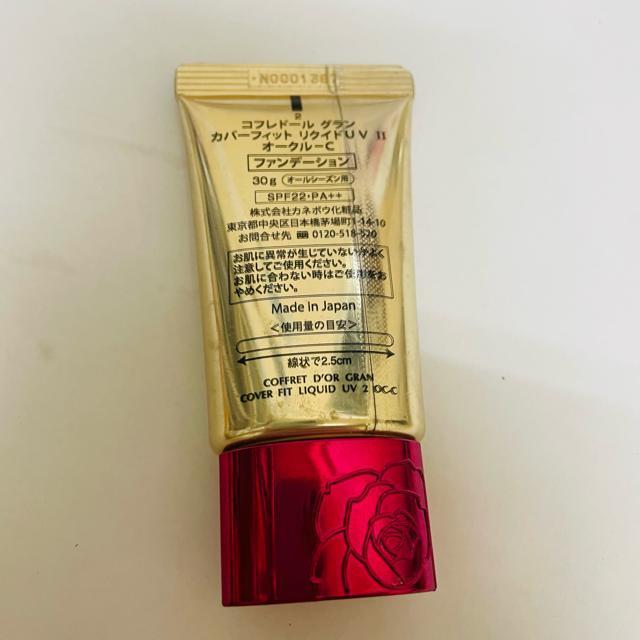 N0001387
2
コフレドール グラン
カバーフィット リクイドUV II
オークル－C
ファンデーション
30g オールシーズン用
SPF22・PA++
株式会社カネボウ化粧品
東京都中央区日本橋茅場町1-14-10
お問合せ先 0120-518-520
お肌に異常が生じていないかよく
注意してご使用ください。
お肌に合わない時はご使用をお
やめください。
Made in Japan
＜使用量の目安＞
線状で2.5cm
COFFRET D'OR GRAN
COVER FIT LIQUID UV 2 OC-C